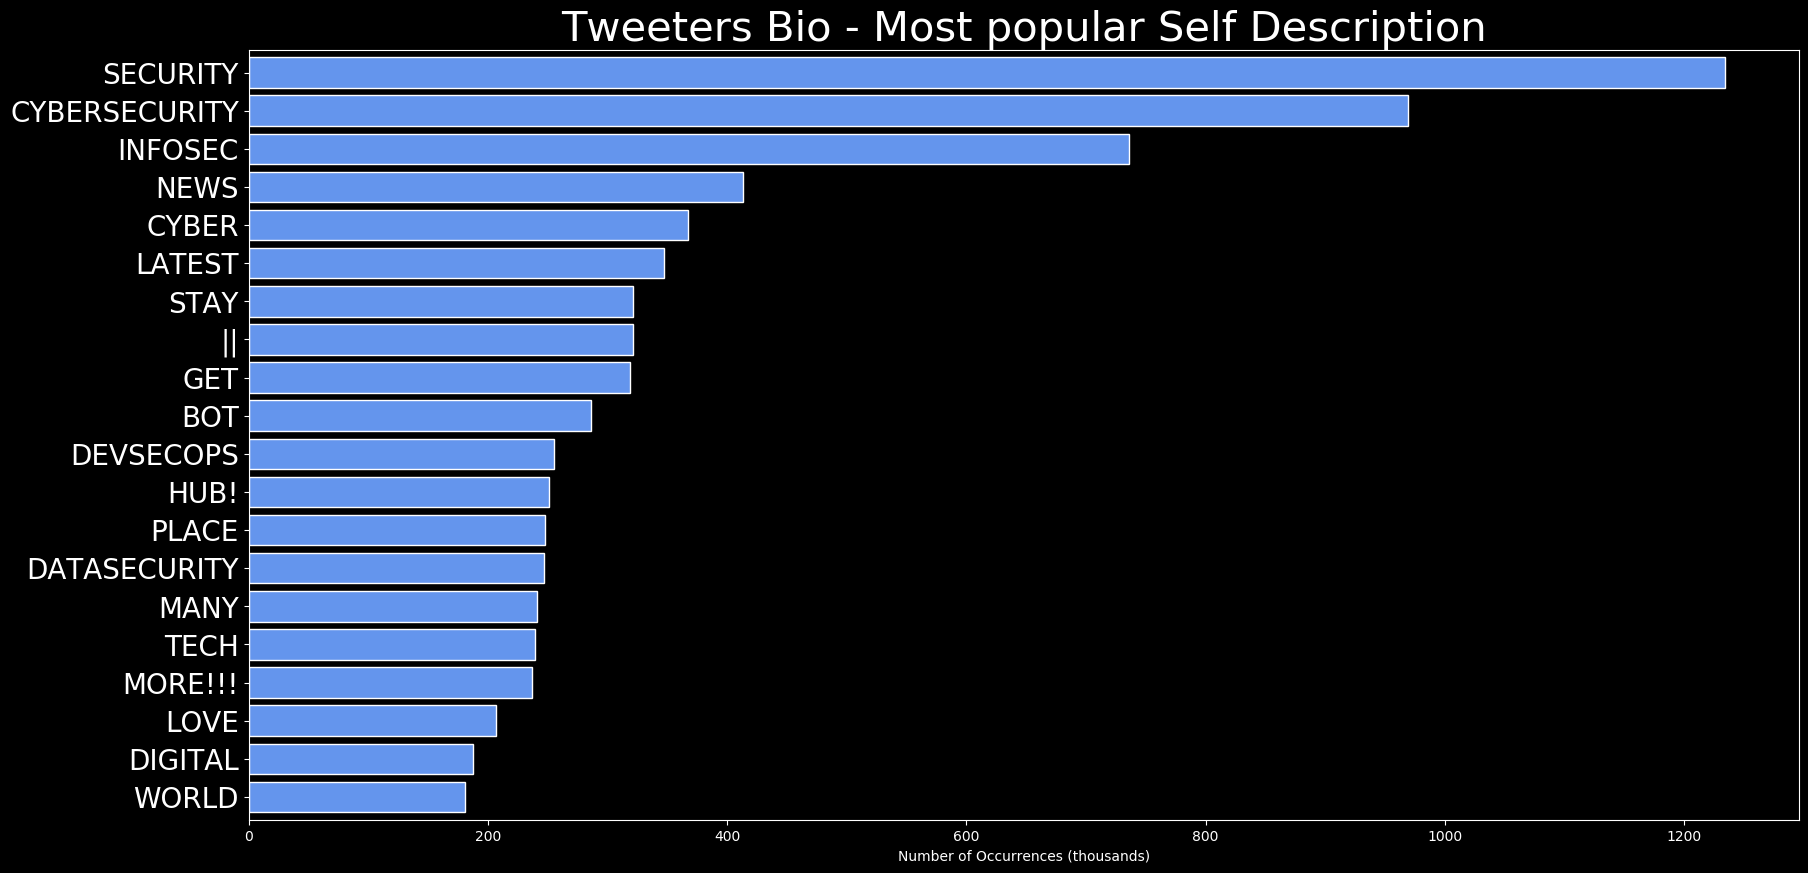 Tweeters Bio - Most popular Self Description
SECURITY
CYBERSECURITY
INFOSEC
NEWS
CYBER
LATEST
STAY
||
GET
BOT
DEVSECOPS
HUB!
PLACE
DATASECURITY
MANY
TECH
MORE!!!
LOVE
DIGITAL
WORLD
0 200 400 600 800 1000 1200
Number of Occurrences (thousands)